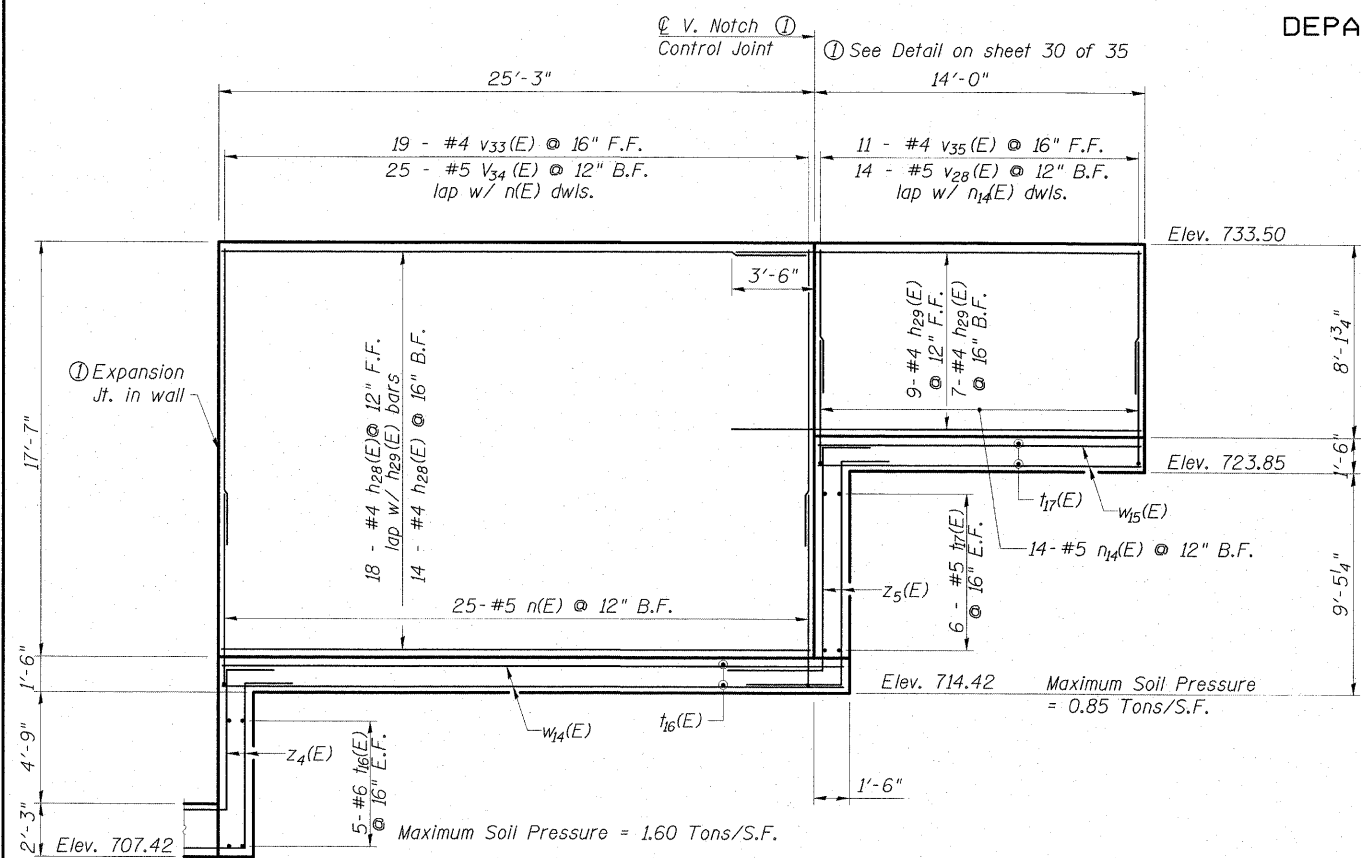 DEPA
℄ V. Notch ①
Control Joint
① See Detail on sheet 30 of 35
25'-3"
14'-0"
19 - #4 v33(E) @ 16" F.F.
25 - #5 V34 (E) @ 12" B.F.
lap w/ n(E) dwls.
11 - #4 v35(E) @ 16" F.F.
14 - #5 v28(E) @ 12" B.F.
lap w/ n14(E) dwls.
Elev. 733.50
3'-6"
9-#4 h29(E)
@ 12" F.F.
7-#4 h29(E)
@ 16" B.F.
8'-1¾"
① Expansion
Jt. in wall
17'-7"
18 - #4 h28(E)@ 12" F.F.
lap w/ h29(E) bars
14 - #4 h28(E) @ 16" B.F.
1'-6"
Elev. 723.85
t17(E)
w15(E)
14-#5 n14(E) @ 12" B.F.
6 - #5 t17(E)
@ 16" E.F.
z5(E)
9'-5¼"
25-#5 n(E) @ 12" B.F.
1'-6"
Elev. 714.42
Maximum Soil Pressure
= 0.85 Tons/S.F.
w14(E)
t16(E)
4'-9"
z4(E)
5-#6 t16(E)
@ 16" E.F.
1'-6"
2'-3"
Elev. 707.42
Maximum Soil Pressure = 1.60 Tons/S.F.